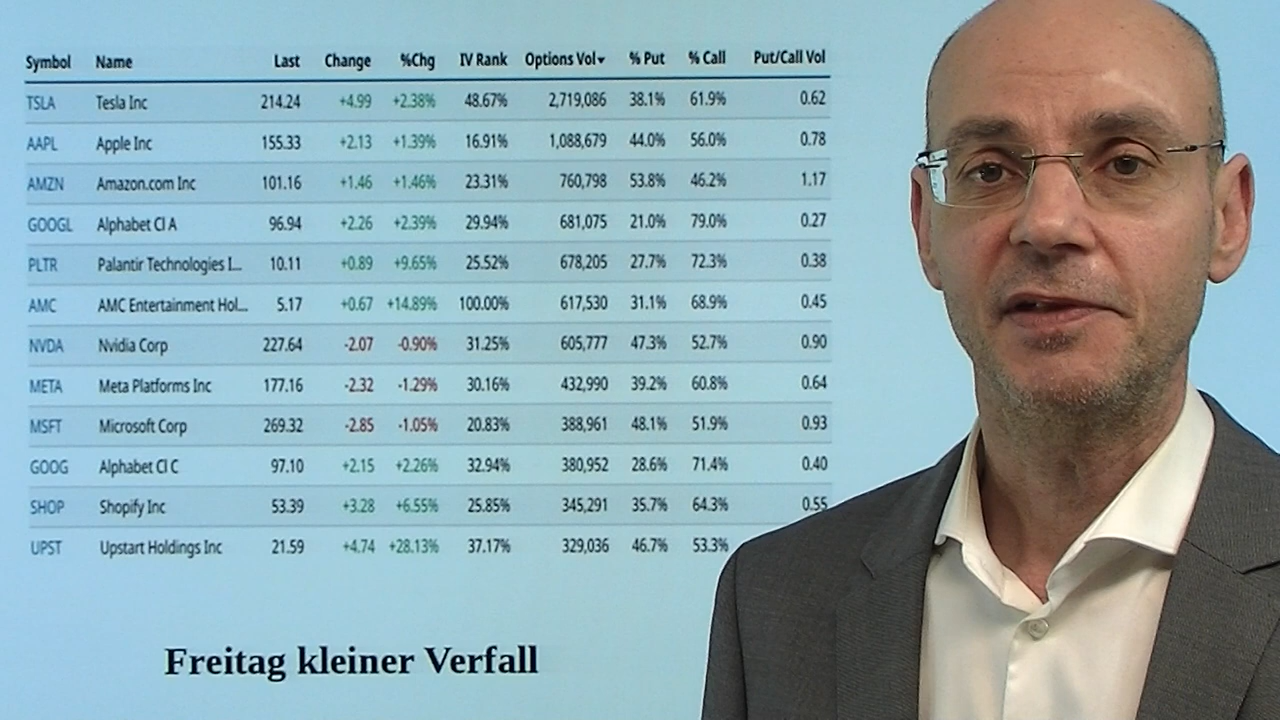 Symbol Name Last Change %Chg IV Rank Options Vol▾ % Put % Call Put/Call Vol
TSLA Tesla Inc 214.24 +4.99 +2.38% 48.67% 2,719,086 38.1% 61.9% 0.62
AAPL Apple Inc 155.33 +2.13 +1.39% 16.91% 1,088,679 44.0% 56.0% 0.78
AMZN Amazon.com Inc 101.16 +1.46 +1.46% 23.31% 760,798 53.8% 46.2% 1.17
GOOGL Alphabet Cl A 96.94 +2.26 +2.39% 29.94% 681,075 21.0% 79.0% 0.27
PLTR Palantir Technologies I... 10.11 +0.89 +9.65% 25.52% 678,205 27.7% 72.3% 0.38
AMC AMC Entertainment Hol... 5.17 +0.67 +14.89% 100.00% 617,530 31.1% 68.9% 0.45
NVDA Nvidia Corp 227.64 -2.07 -0.90% 31.25% 605,777 47.3% 52.7% 0.90
META Meta Platforms Inc 177.16 -2.32 -1.29% 30.16% 432,990 39.2% 60.8% 0.64
MSFT Microsoft Corp 269.32 -2.85 -1.05% 20.83% 388,961 48.1% 51.9% 0.93
GOOG Alphabet Cl C 97.10 +2.15 +2.26% 32.94% 380,952 28.6% 71.4% 0.40
SHOP Shopify Inc 53.39 +3.28 +6.55% 25.85% 345,291 35.7% 64.3% 0.55
UPST Upstart Holdings Inc 21.59 +4.74 +28.13% 37.17% 329,036 46.7% 53.3%
Freitag kleiner Verfall